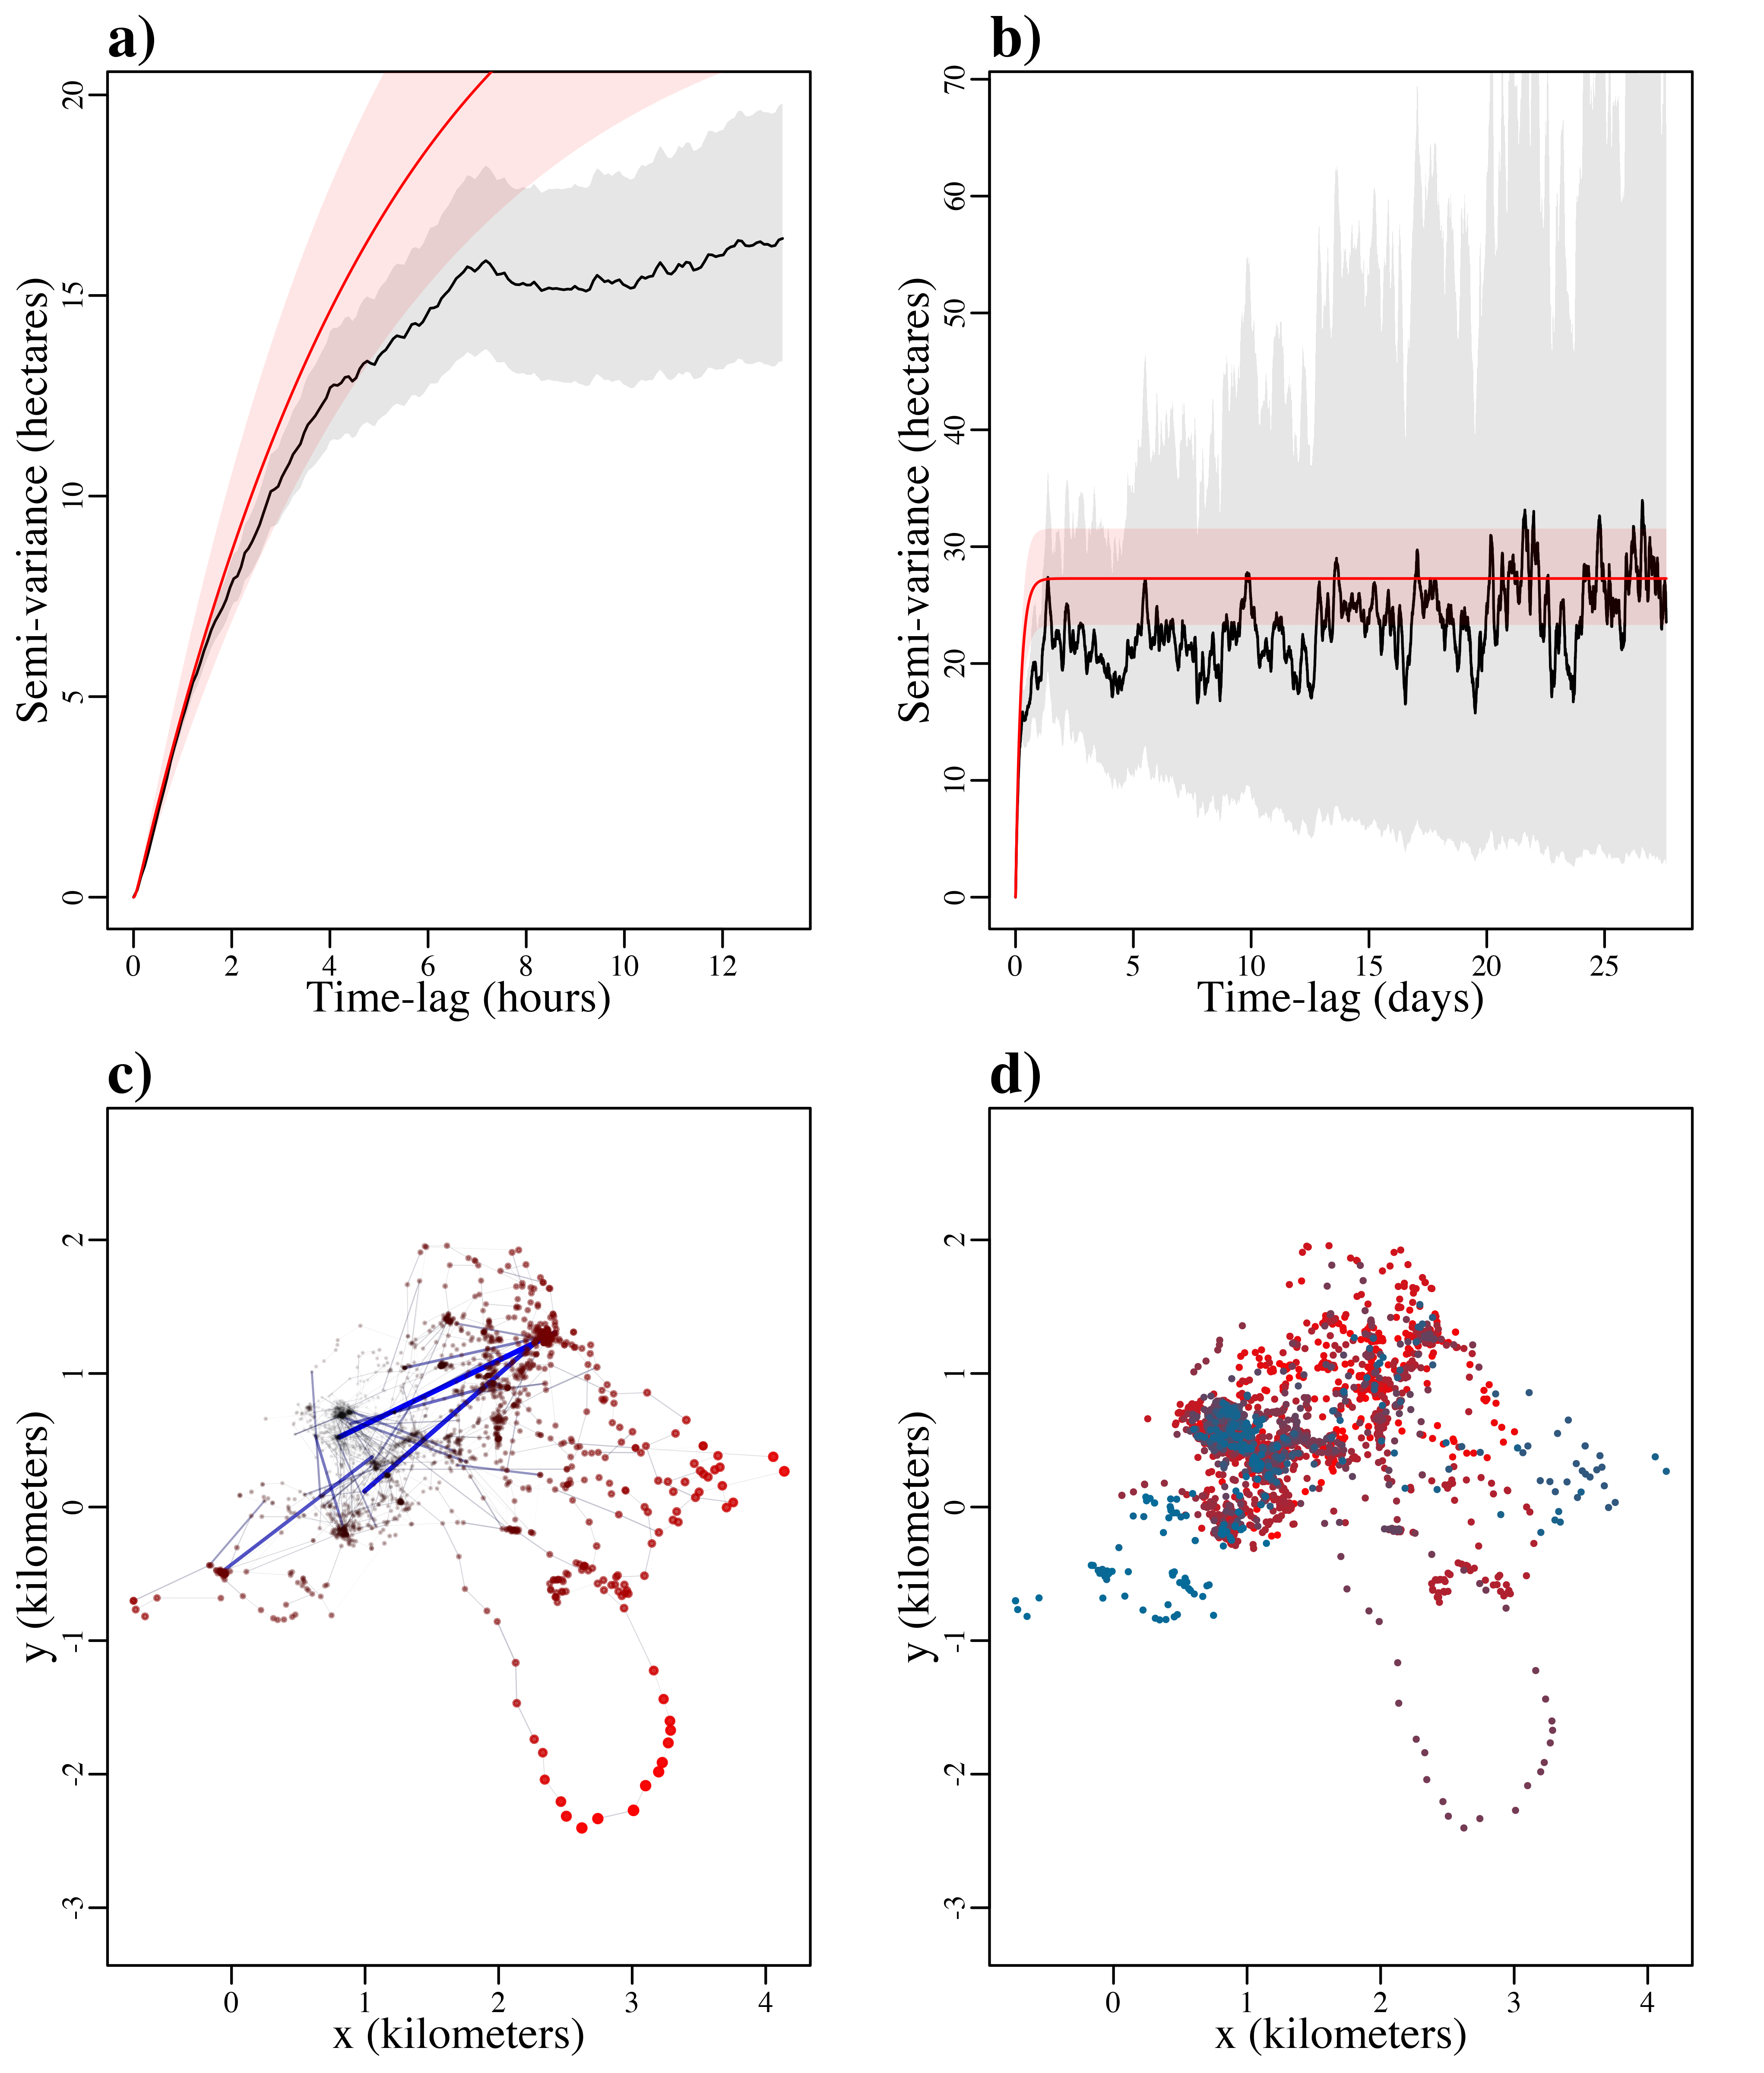 a)
Semi-variance (hectares)
0 5 10 15 20
0 2 4 6 8 10 12
Time-lag (hours)
b)
Semi-variance (hectares)
0 10 20 30 40 50 60 70
0 5 10 15 20 25
Time-lag (days)
c)
y (kilometers)
-3 -2 -1 0 1 2
0 1 2 3 4
x (kilometers)
d)
y (kilometers)
-3 -2 -1 0 1 2
0 1 2 3 4
x (kilometers)